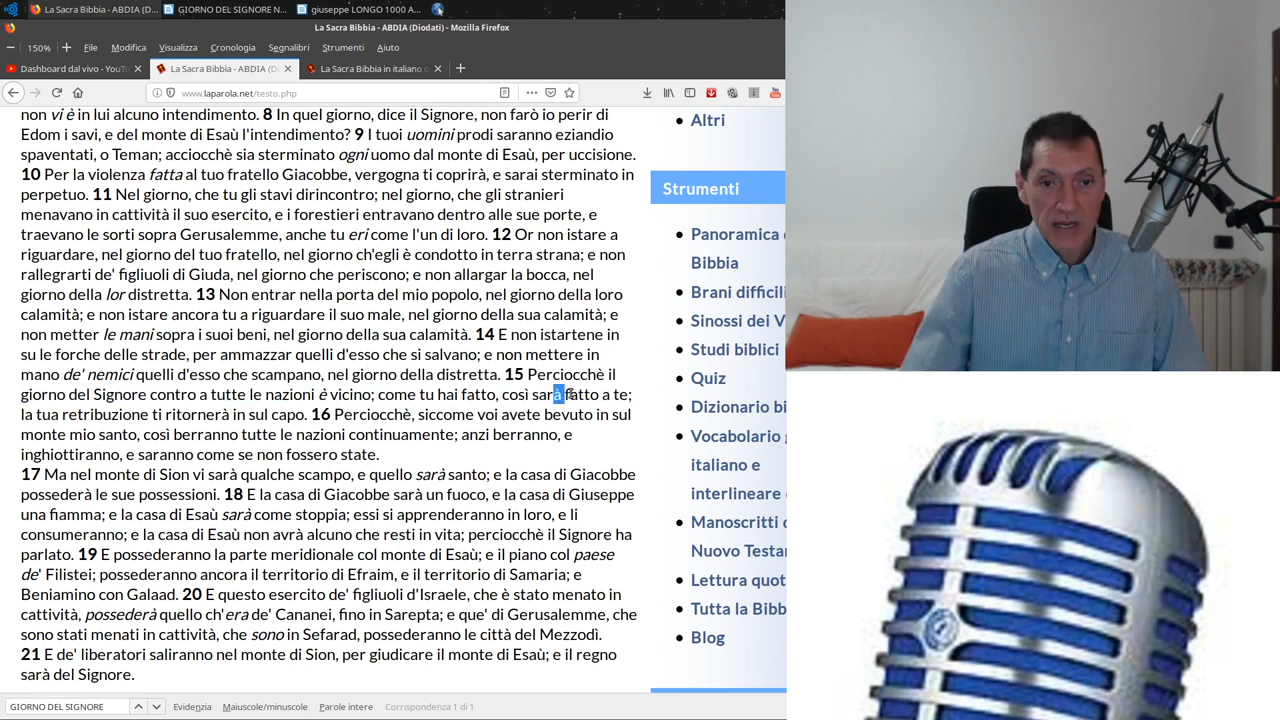 La Sacra Bibbia - ABDIA (D...
GIORNO DEL SIGNORE N...
giuseppe LONGO 1000 A...
La Sacra Bibbia - ABDIA (Diodati) - Mozilla Firefox
150%
File Modifica Visualizza Cronologia Segnalibri Strumenti Aiuto
Dashboard dal vivo - YouTu
La Sacra Bibbia - ABDIA (Di
La Sacra Bibbia in italiano o
www.laparola.net/testo.php
non vi è in lui alcuno intendimento. 8 In quel giorno, dice il Signore, non farò io perir di
Edom i savi, e del monte di Esaù l'intendimento? 9 I tuoi uomini prodi saranno eziandio
spaventati, o Teman; acciocchè sia sterminato ogni uomo dal monte di Esaù, per uccisione.
10 Per la violenza fatta al tuo fratello Giacobbe, vergogna ti coprirà, e sarai sterminato in
perpetuo. 11 Nel giorno, che tu gli stavi dirincontro; nel giorno, che gli stranieri
menavano in cattività il suo esercito, e i forestieri entravano dentro alle sue porte, e
traevano le sorti sopra Gerusalemme, anche tu eri come l'un di loro. 12 Or non istare a
riguardare, nel giorno del tuo fratello, nel giorno ch'egli è condotto in terra strana; e non
rallegrarti de' figliuoli di Giuda, nel giorno che periscono; e non allargar la bocca, nel
giorno della lor distretta. 13 Non entrar nella porta del mio popolo, nel giorno della loro
calamità; e non istare ancora tu a riguardare il suo male, nel giorno della sua calamità; e
non metter le mani sopra i suoi beni, nel giorno della sua calamità. 14 E non istartene in
su le forche delle strade, per ammazzar quelli d'esso che si salvano; e non mettere in
mano de' nemici quelli d'esso che scampano, nel giorno della distretta. 15 Perciocchè il
giorno del Signore contro a tutte le nazioni è vicino; come tu hai fatto, così sarà fatto a te;
la tua retribuzione ti ritornerà in sul capo. 16 Perciocchè, siccome voi avete bevuto in sul
monte mio santo, così berranno tutte le nazioni continuamente; anzi berranno, e
inghiottiranno, e saranno come se non fossero state.
17 Ma nel monte di Sion vi sarà qualche scampo, e quello sarà santo; e la casa di Giacobbe
possederà le sue possessioni. 18 E la casa di Giacobbe sarà un fuoco, e la casa di Giuseppe
una fiamma; e la casa di Esaù sarà come stoppia; essi si apprenderanno in loro, e li
consumeranno; e la casa di Esaù non avrà alcuno che resti in vita; perciocchè il Signore ha
parlato. 19 E possederanno la parte meridionale col monte di Esaù; e il piano col paese
de' Filistei; possederanno ancora il territorio di Efraim, e il territorio di Samaria; e
Beniamino con Galaad. 20 E questo esercito de' figliuoli d'Israele, che è stato menato in
cattività, possederà quello ch'era de' Cananei, fino in Sarepta; e que' di Gerusalemme, che
sono stati menati in cattività, che sono in Sefarad, possederanno le città del Mezzodì.
21 E de' liberatori saliranno nel monte di Sion, per giudicare il monte di Esaù; e il regno
sarà del Signore.
Altri
Strumenti
Panoramica
Bibbia
Brani diffici
Sinossi dei V
Studi biblici
Quiz
Dizionario bi
Vocabolario
italiano e
interlineare
Manoscritti
Nuovo Testa
Lettura quot
Tutta la Bibb
Blog
GIORNO DEL SIGNORE
Evidenzia Maiuscole/minuscole Parole intere Corrispondenza 1 di 1